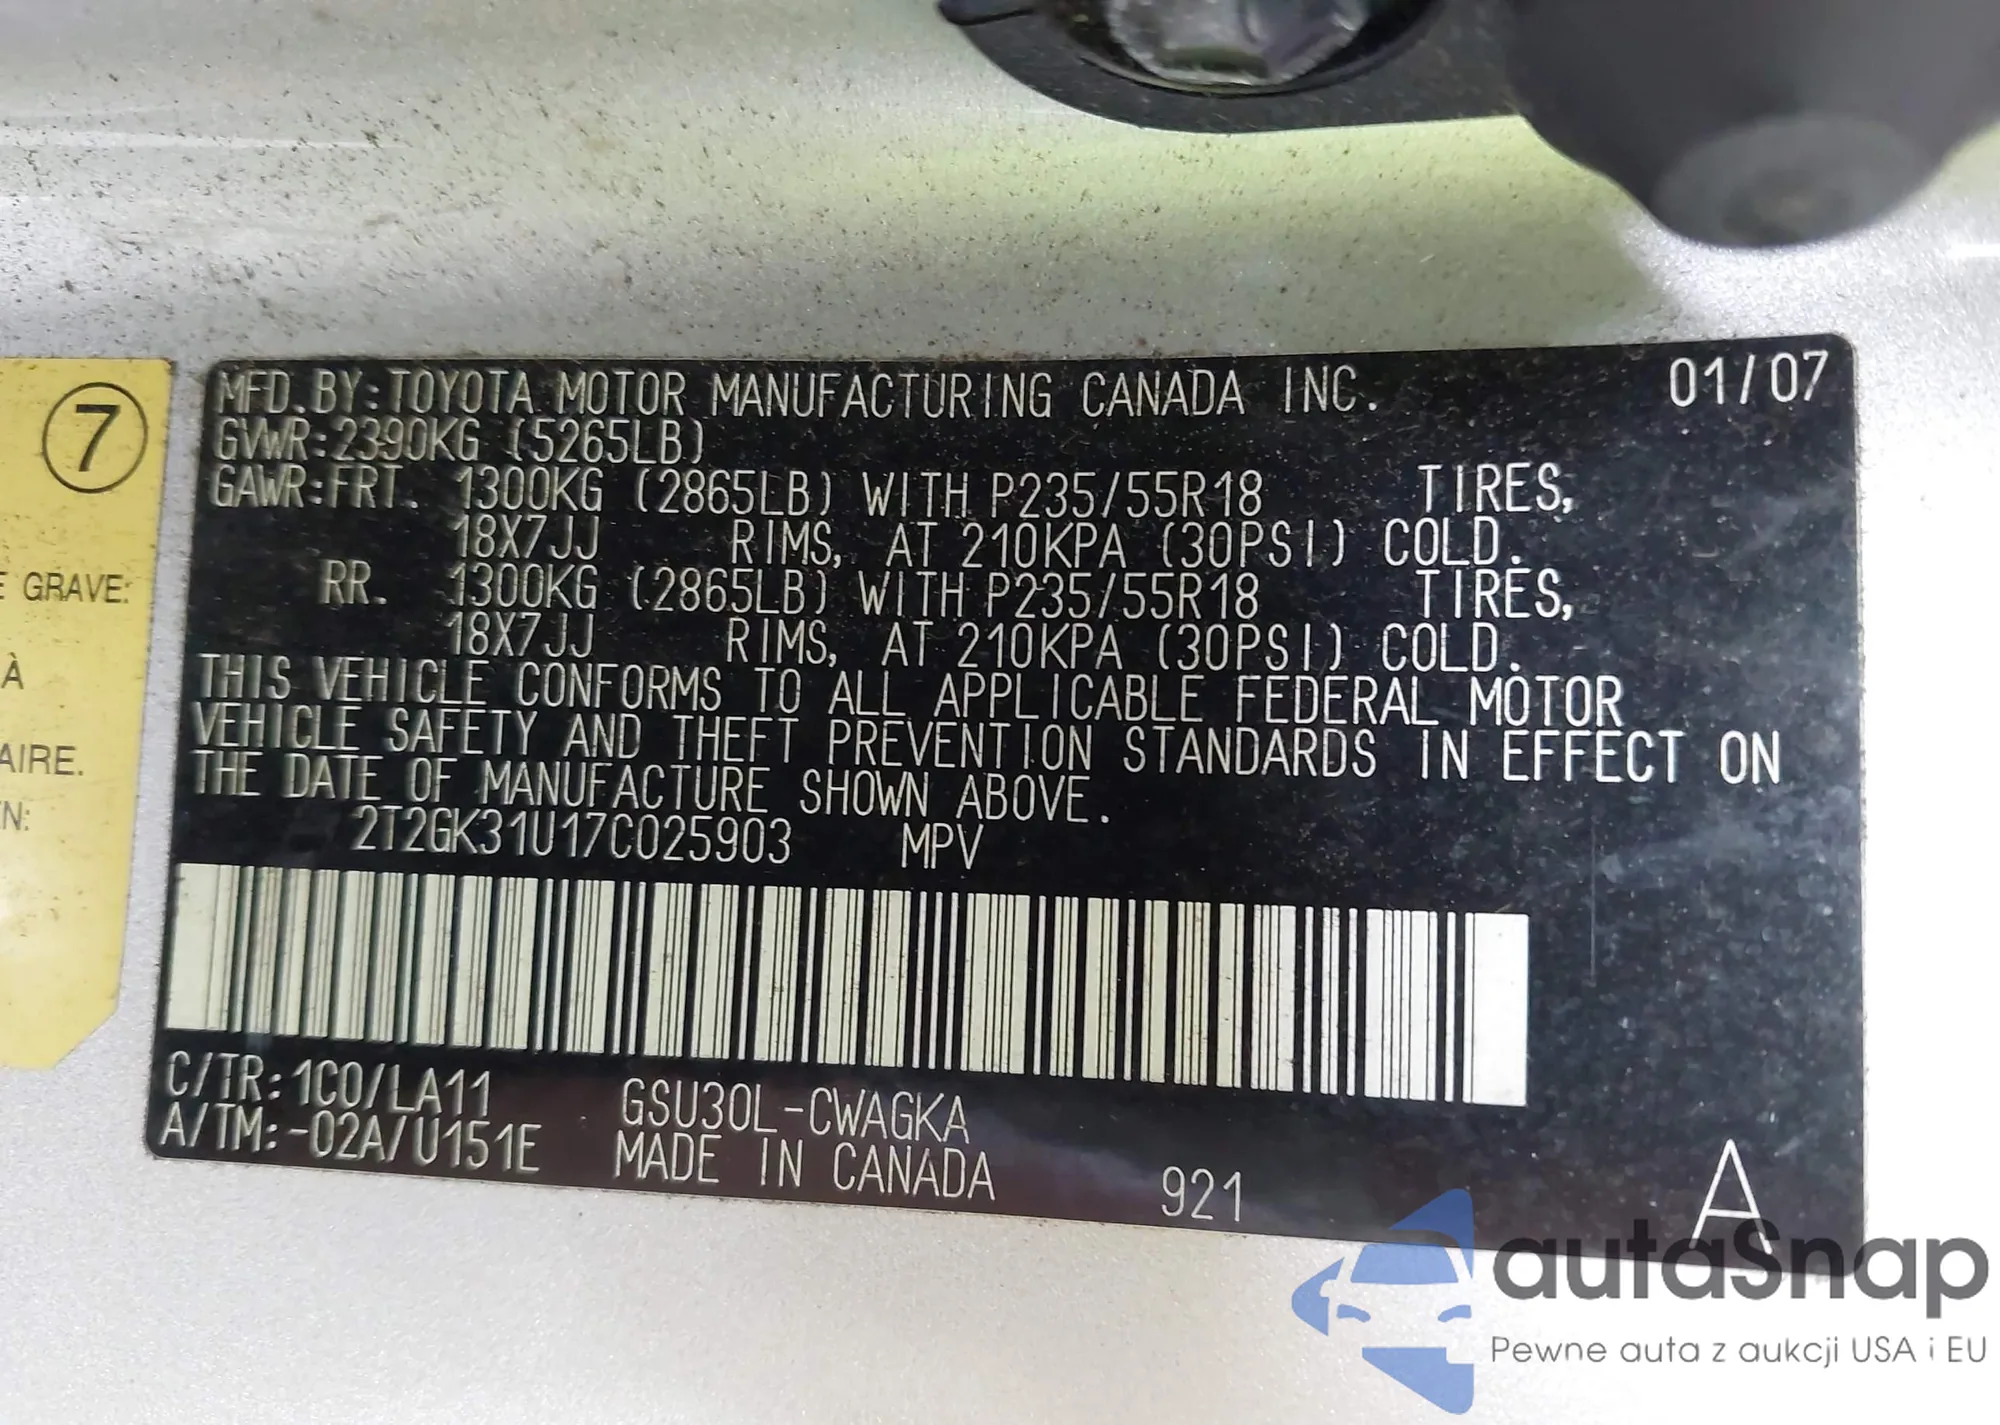 MFD. BY: TOYOTA MOTOR MANUFACTURING CANADA INC. 01/07
GVWR: 2390KG (5265LB)
GAWR: FRT. 1300KG (2865LB) WITH P235/55R18 TIRES,
18X7JJ RIMS, AT 210KPA (30PSI) COLD.
RR. 1300KG (2865LB) WITH P235/55R18 TIRES,
18X7JJ RIMS, AT 210KPA (30PSI) COLD.
THIS VEHICLE CONFORMS TO ALL APPLICABLE FEDERAL MOTOR
VEHICLE SAFETY AND THEFT PREVENTION STANDARDS IN EFFECT ON
THE DATE OF MANUFACTURE SHOWN ABOVE.
2T2GK31U17C025903 MPV
C/TR: 1C0/LA11 GSU30L-CWAGKA
A/TM: -02A/U151E MADE IN CANADA 921 A
7
E GRAVE:
À
AIRE.
EN:
autaSnap
Pewne auta z aukcji USA i EU